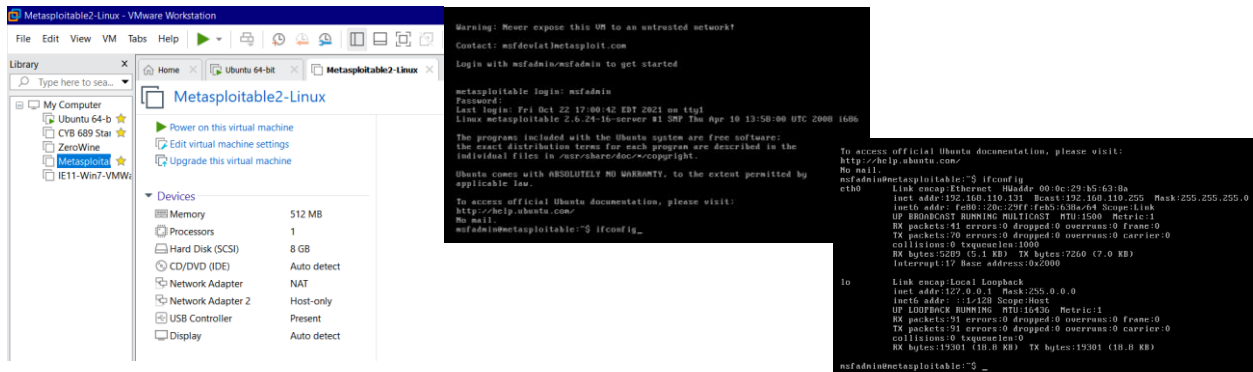 Metasploitable2-Linux - VMware Workstation
File Edit View VM Tabs Help
Library X
Type here to sea...
My Computer
Ubuntu 64-b
CYB 689 Star
ZeroWine
Metasploital
IE11-Win7-VMWa
Home Ubuntu 64-bit Metasploitable2-Linux
Metasploitable2-Linux
Power on this virtual machine
Edit virtual machine settings
Upgrade this virtual machine
Devices
Memory 512 MB
Processors 1
Hard Disk (SCSI) 8 GB
CD/DVD (IDE) Auto detect
Network Adapter NAT
Network Adapter 2 Host-only
USB Controller Present
Display Auto detect
Warning: Never expose this VM to an untrusted network!
Contact: msfdev[at]metasploit.com
Login with msfadmin/msfadmin to get started
metasploitable login: msfadmin
Password:
Last login: Fri Oct 22 17:00:42 EDT 2021 on tty1
Linux metasploitable 2.6.24-16-server #1 SMP Thu Apr 10 13:58:00 UTC 2008 i686
The programs included with the Ubuntu system are free software;
the exact distribution terms for each program are described in the
individual files in /usr/share/doc/*/copyright.
Ubuntu comes with ABSOLUTELY NO WARRANTY, to the extent permitted by
applicable law.
To access official Ubuntu documentation, please visit:
http://help.ubuntu.com/
No mail.
msfadmin@metasploitable:~$ ifconfig_
To access official Ubuntu documentation, please visit:
http://help.ubuntu.com/
No mail.
msfadmin@metasploitable:~$ ifconfig
eth0 Link encap:Ethernet HWaddr 00:0c:29:b5:63:8a
inet addr:192.168.110.131 Bcast:192.168.110.255 Mask:255.255.255.0
inet6 addr: fe80::20c:29ff:feb5:638a/64 Scope:Link
UP BROADCAST RUNNING MULTICAST MTU:1500 Metric:1
RX packets:41 errors:0 dropped:0 overruns:0 frame:0
TX packets:70 errors:0 dropped:0 overruns:0 carrier:0
collisions:0 txqueuelen:1000
RX bytes:5289 (5.1 KB) TX bytes:7260 (7.0 KB)
Interrupt:17 Base address:0x2000
lo Link encap:Local Loopback
inet addr:127.0.0.1 Mask:255.0.0.0
inet6 addr: ::1/128 Scope:Host
UP LOOPBACK RUNNING MTU:16436 Metric:1
RX packets:91 errors:0 dropped:0 overruns:0 frame:0
TX packets:91 errors:0 dropped:0 overruns:0 carrier:0
collisions:0 txqueuelen:0
RX bytes:19301 (18.8 KB) TX bytes:19301 (18.8 KB)
msfadmin@metasploitable:~$ _